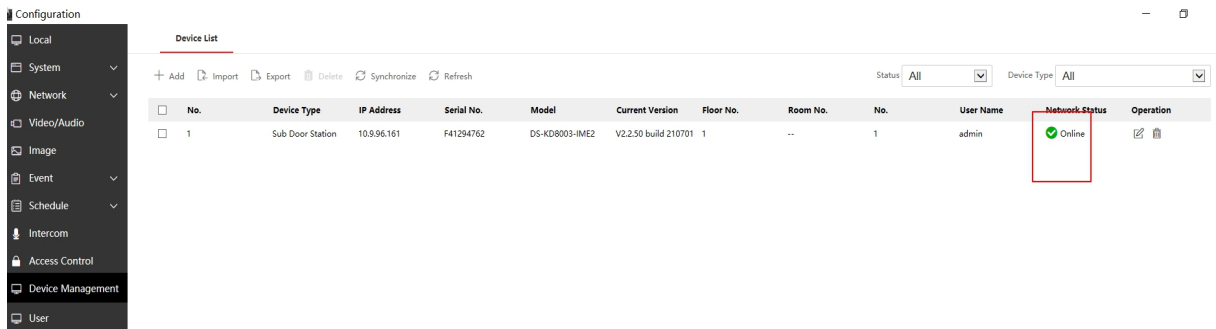 Configuration
Local
System
Network
Video/Audio
Image
Event
Schedule
Intercom
Access Control
Device Management
User
Device List
Add Import Export Delete Synchronize Refresh
Status All Device Type All
No. Device Type IP Address Serial No. Model Current Version Floor No. Room No. No. User Name Network Status Operation
1 Sub Door Station 10.9.96.161 F41294762 DS-KD8003-IME2 V2.2.50 build 210701 1 -- 1 admin Online